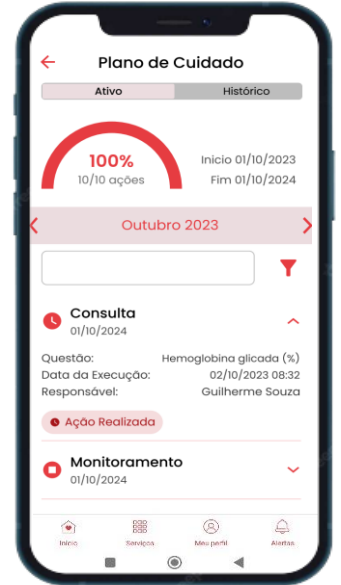 Plano de Cuidado
Ativo Histórico
100%
10/10 ações
Inicio 01/10/2023
Fim 01/10/2024
Outubro 2023
Consulta
01/10/2024
Questão: Hemoglobina glicada (%)
Data da Execução: 02/10/2023 08:32
Responsável: Guilherme Souza
Ação Realizada
Monitoramento
01/10/2024
Início Serviços Meu perfil Alertas